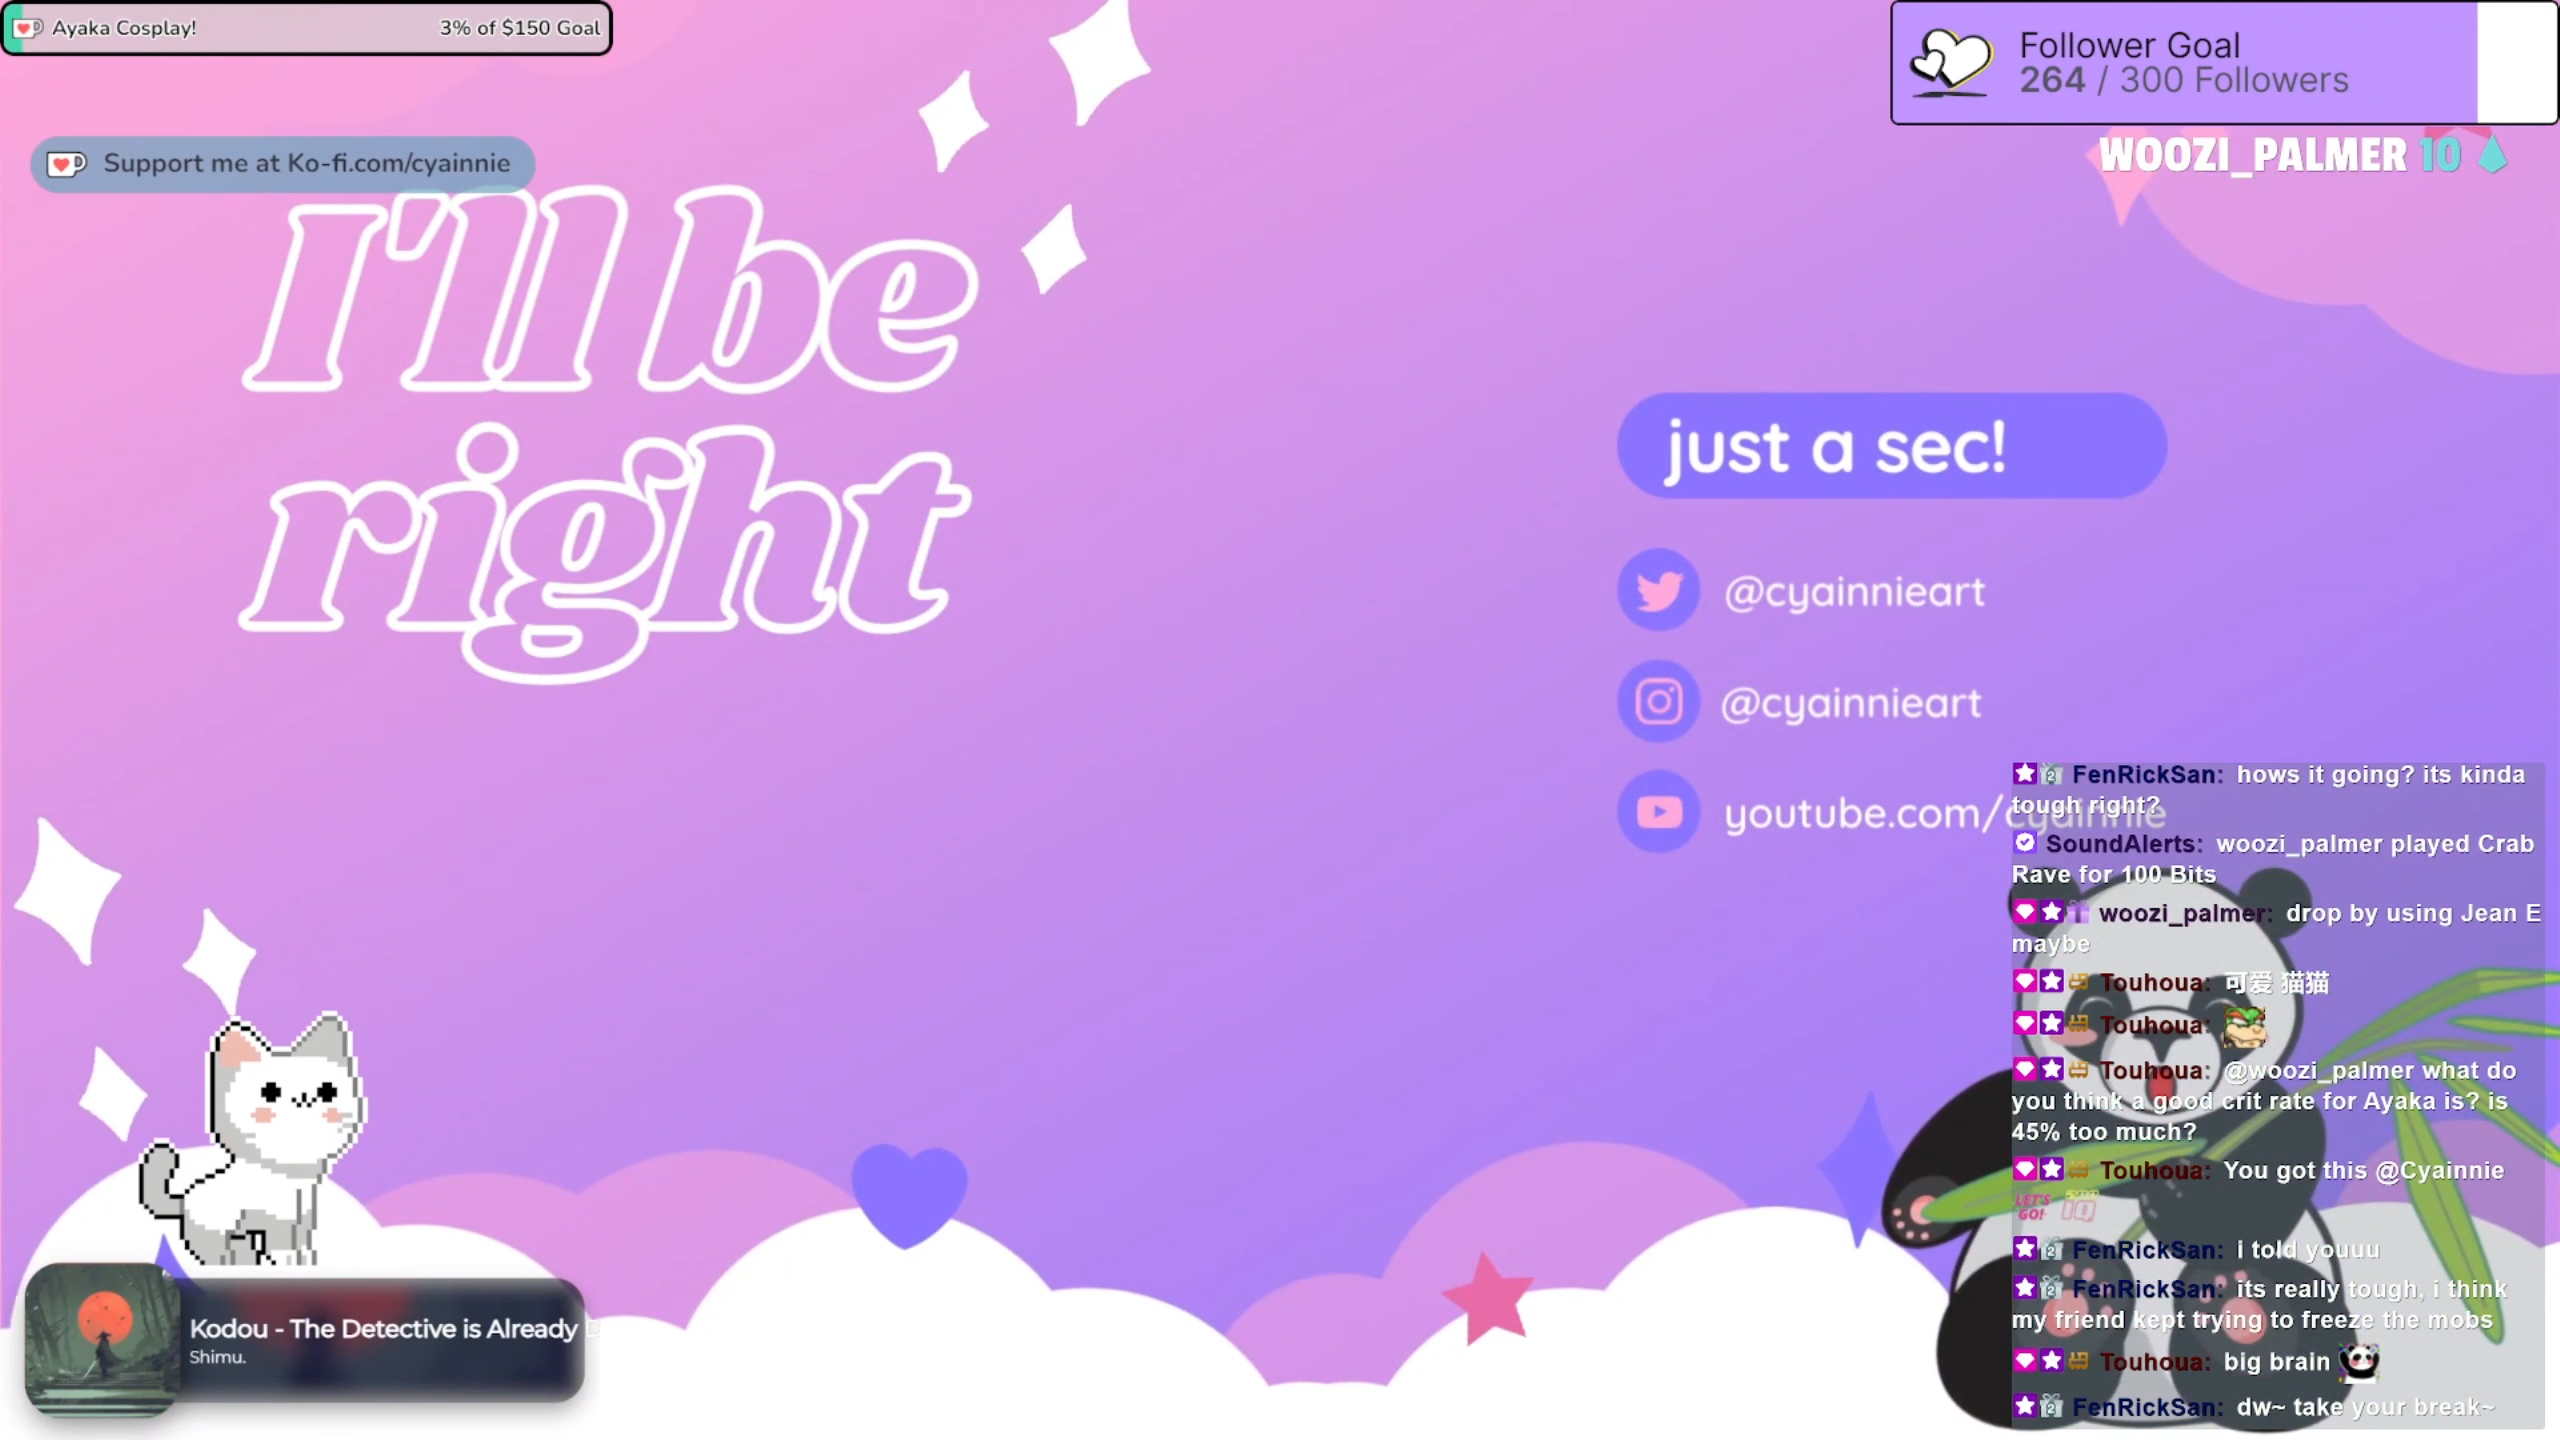 Ayaka Cosplay!
3% of $150 Goal
Follower Goal
264 / 300 Followers
Support me at Ko-fi.com/cyainnie
WOOZI_PALMER 10
I'll be
right
just a sec!
@cyainnieart
@cyainnieart
youtube.com/cyainnie
FenRickSan: hows it going? its kinda
tough right?
SoundAlerts: woozi_palmer played Crab
Rave for 100 Bits
woozi_palmer: drop by using Jean E
maybe
Touhoua: 可爱 猫猫
Touhoua:
Touhoua: @woozi_palmer what do
you think a good crit rate for Ayaka is? is
45% too much?
Touhoua: You got this @Cyainnie
LET'S GO! IQ
FenRickSan: i told youuu
FenRickSan: its really tough, i think
my friend kept trying to freeze the mobs
Touhoua: big brain
FenRickSan: dw~ take your break~
Kodou - The Detective is Already
Shimu.